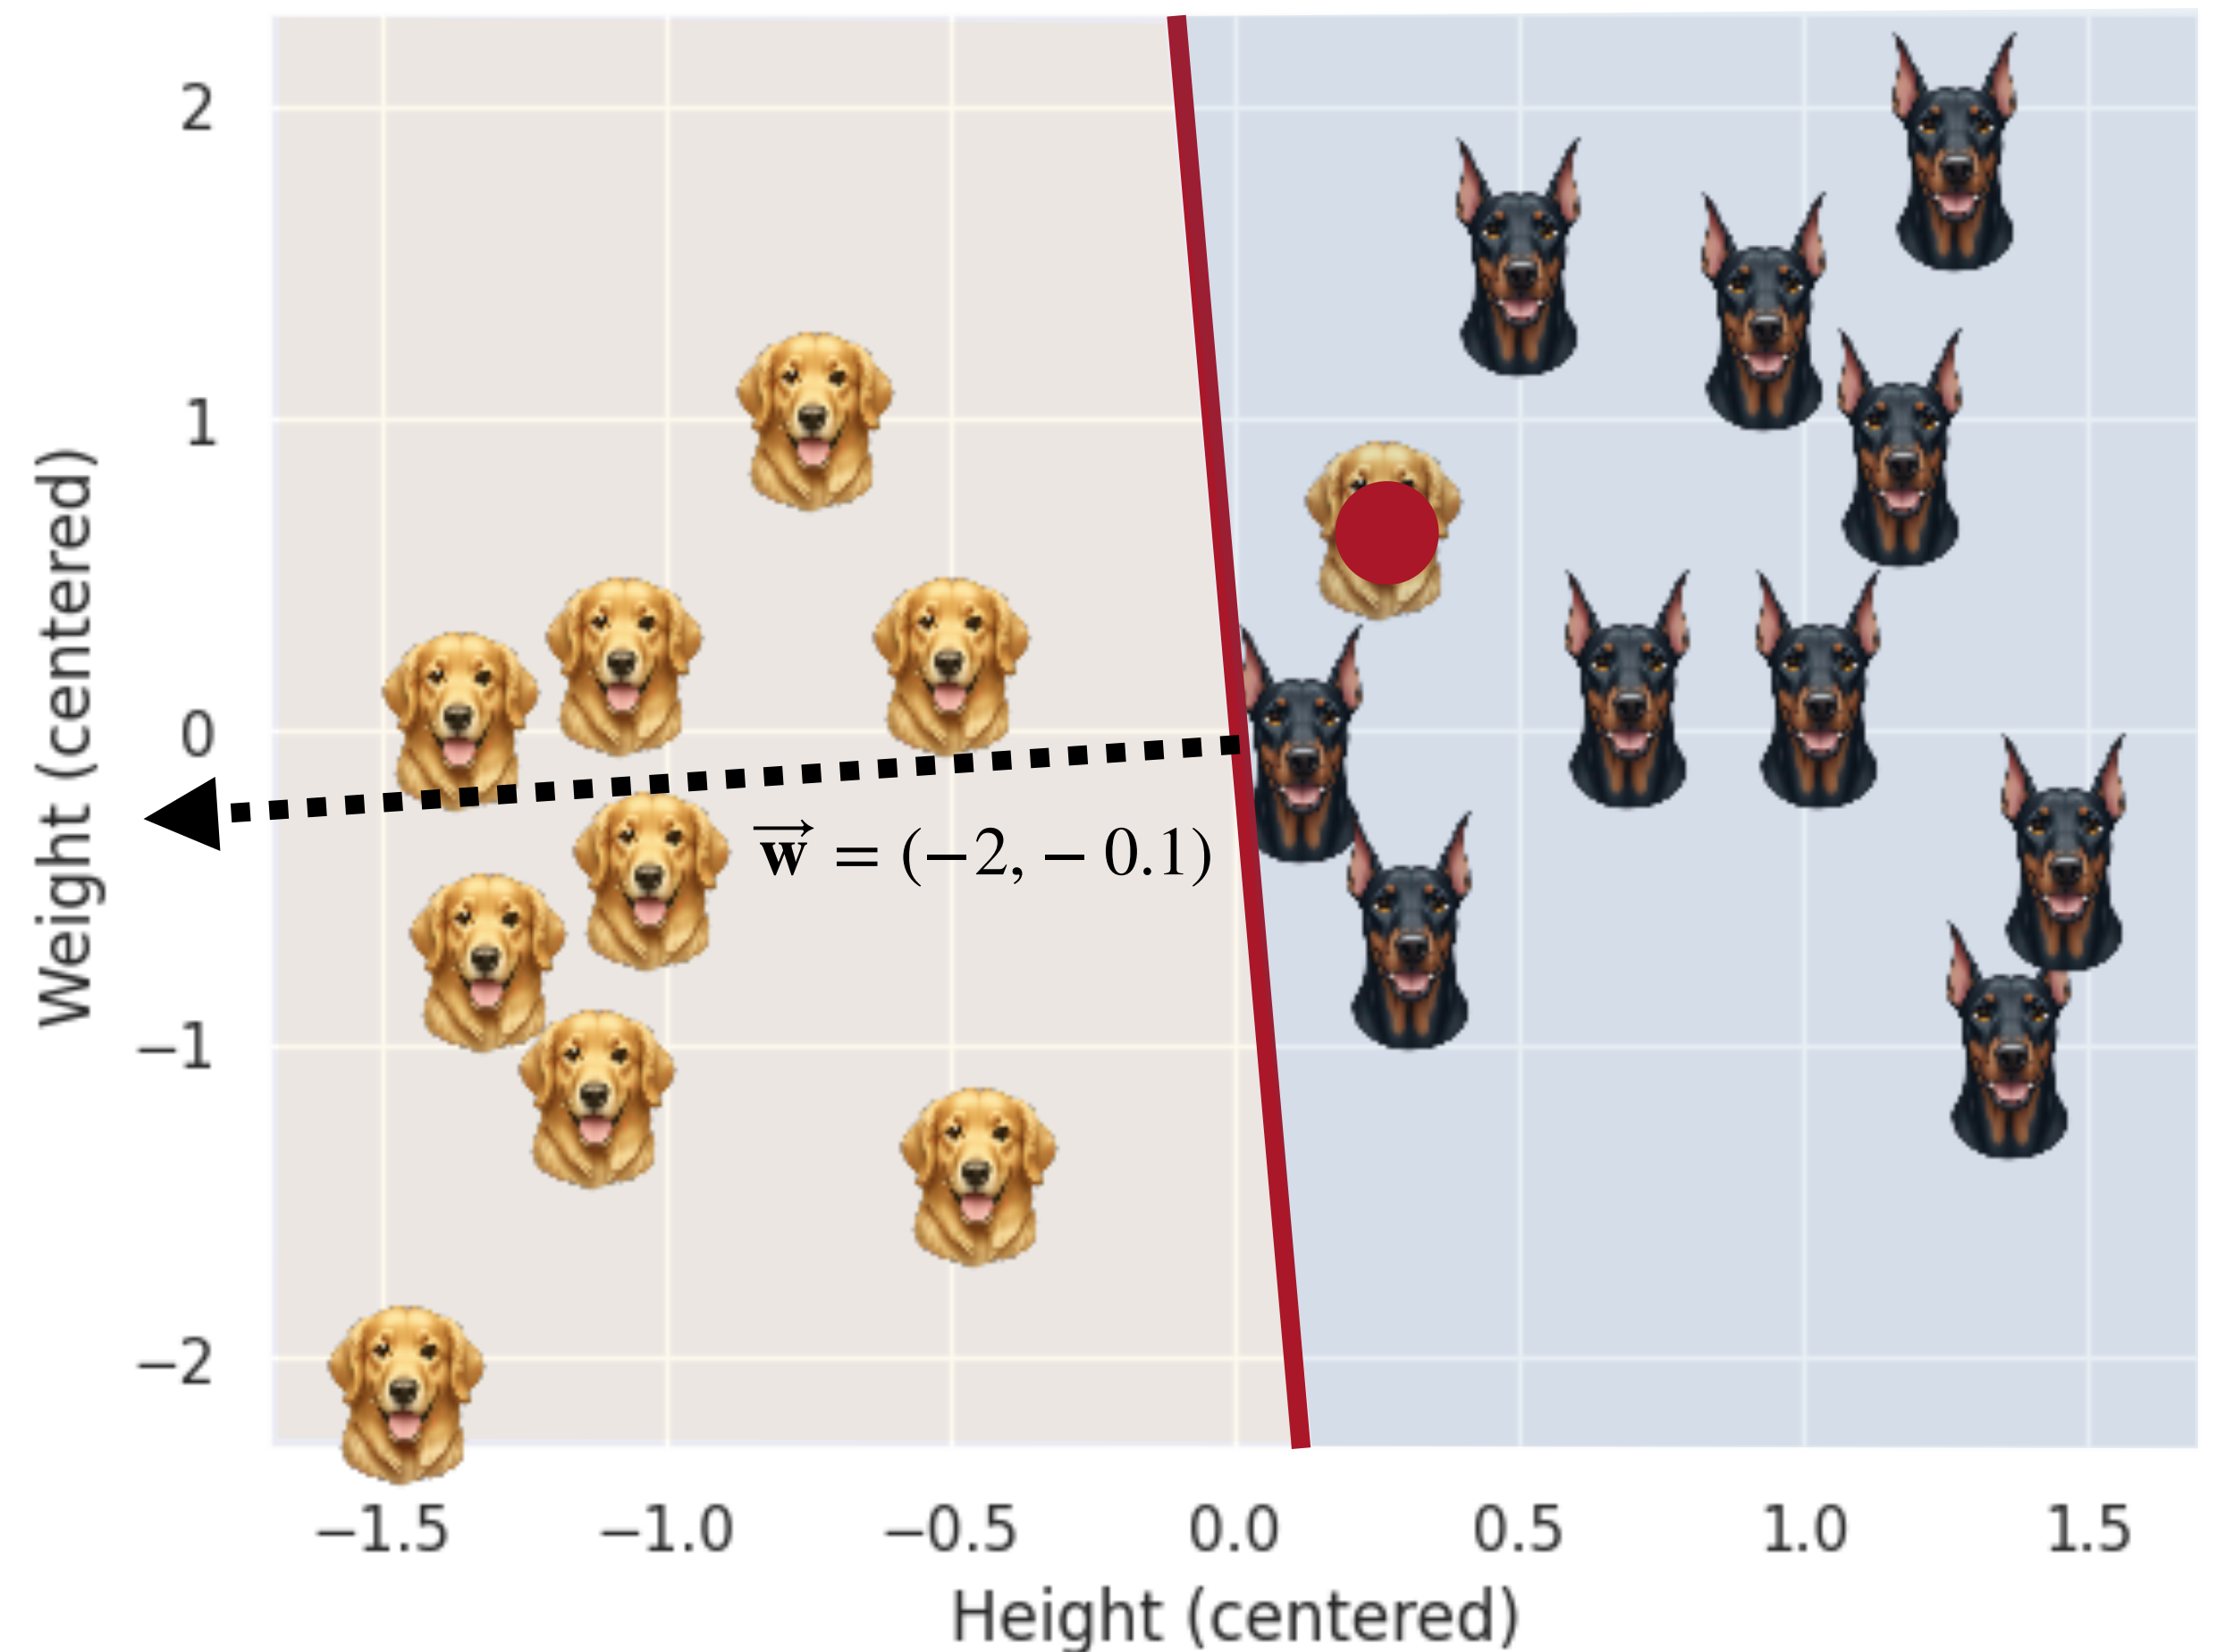 2
1
0
−1
−2
Weight (centered)
w⃗ = (−2, − 0.1)
−1.5 −1.0 −0.5 0.0 0.5 1.0 1.5
Height (centered)